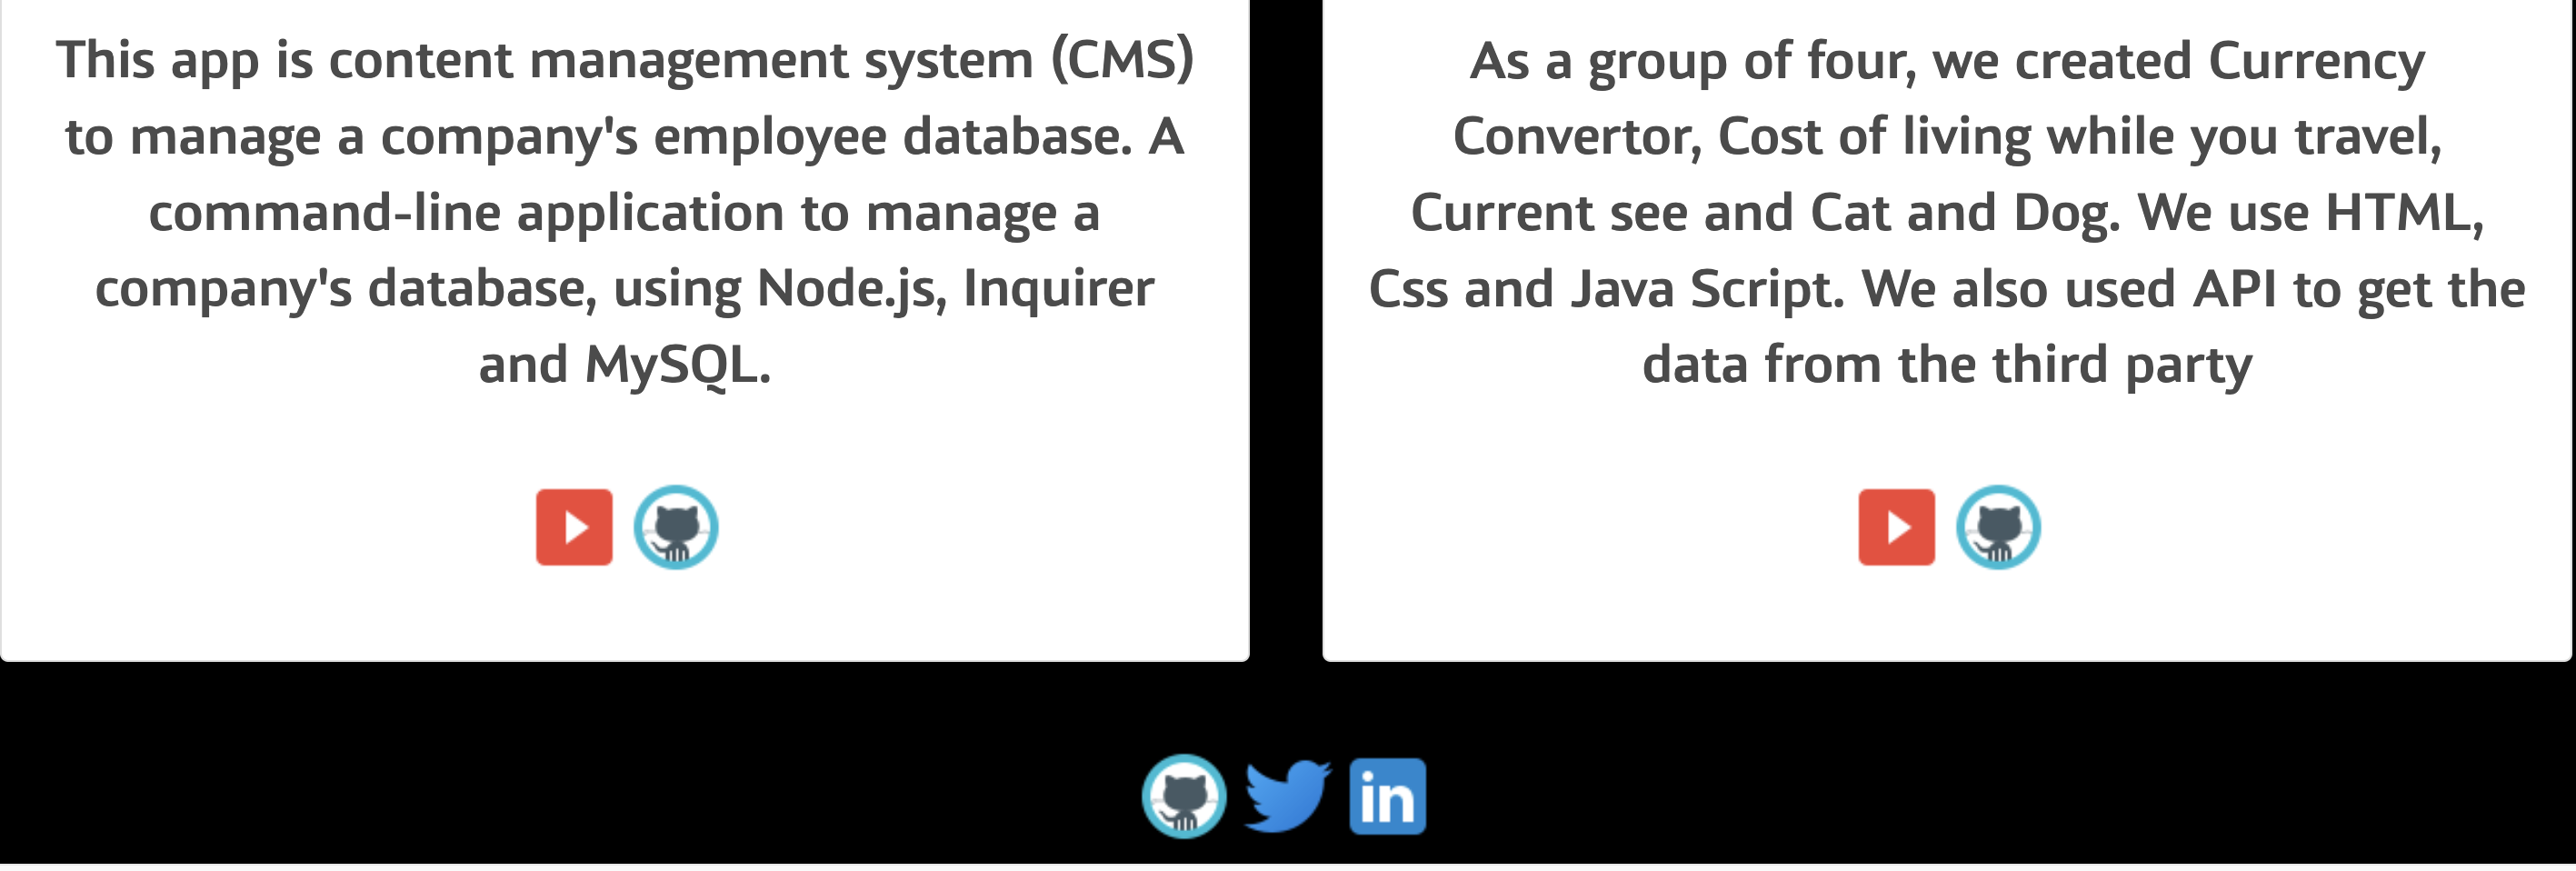 This app is content management system (CMS)
to manage a company's employee database. A
command-line application to manage a
company's database, using Node.js, Inquirer
and MySQL.
As a group of four, we created Currency
Convertor, Cost of living while you travel,
Current see and Cat and Dog. We use HTML,
Css and Java Script. We also used API to get the
data from the third party
in